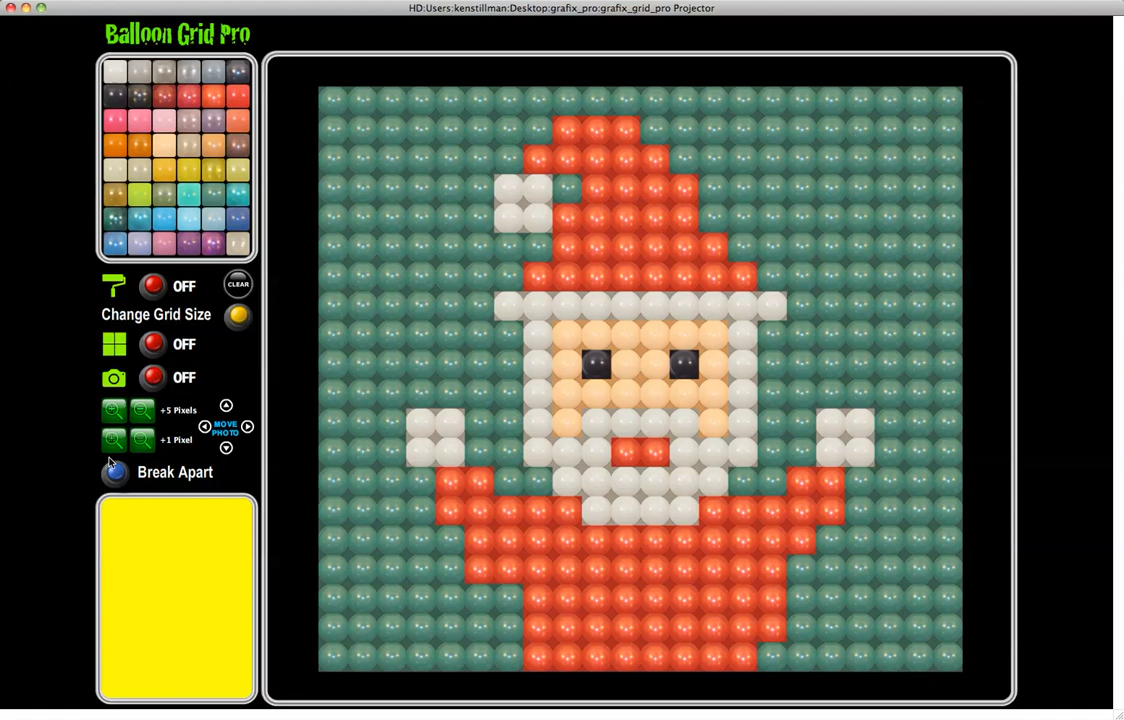 HD:Users:kenstillman:Desktop:grafix_pro:grafix_grid_pro Projector
Balloon Grid Pro
OFF
CLEAR
Change Grid Size
OFF
OFF
+5 Pixels
MOVE
PHOTO
+1 Pixel
Break Apart